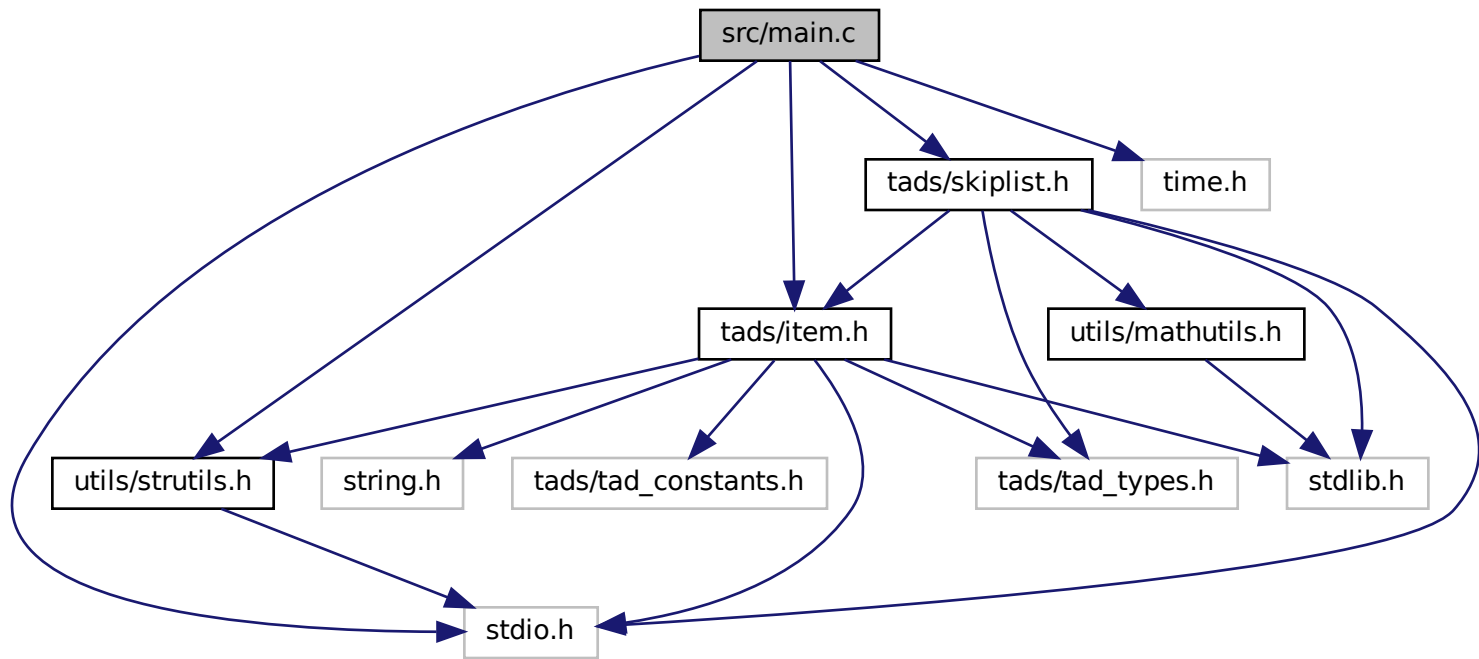 src/main.c
tads/skiplist.h
time.h
tads/item.h
utils/mathutils.h
utils/strutils.h
string.h
tads/tad_constants.h
tads/tad_types.h
stdlib.h
stdio.h